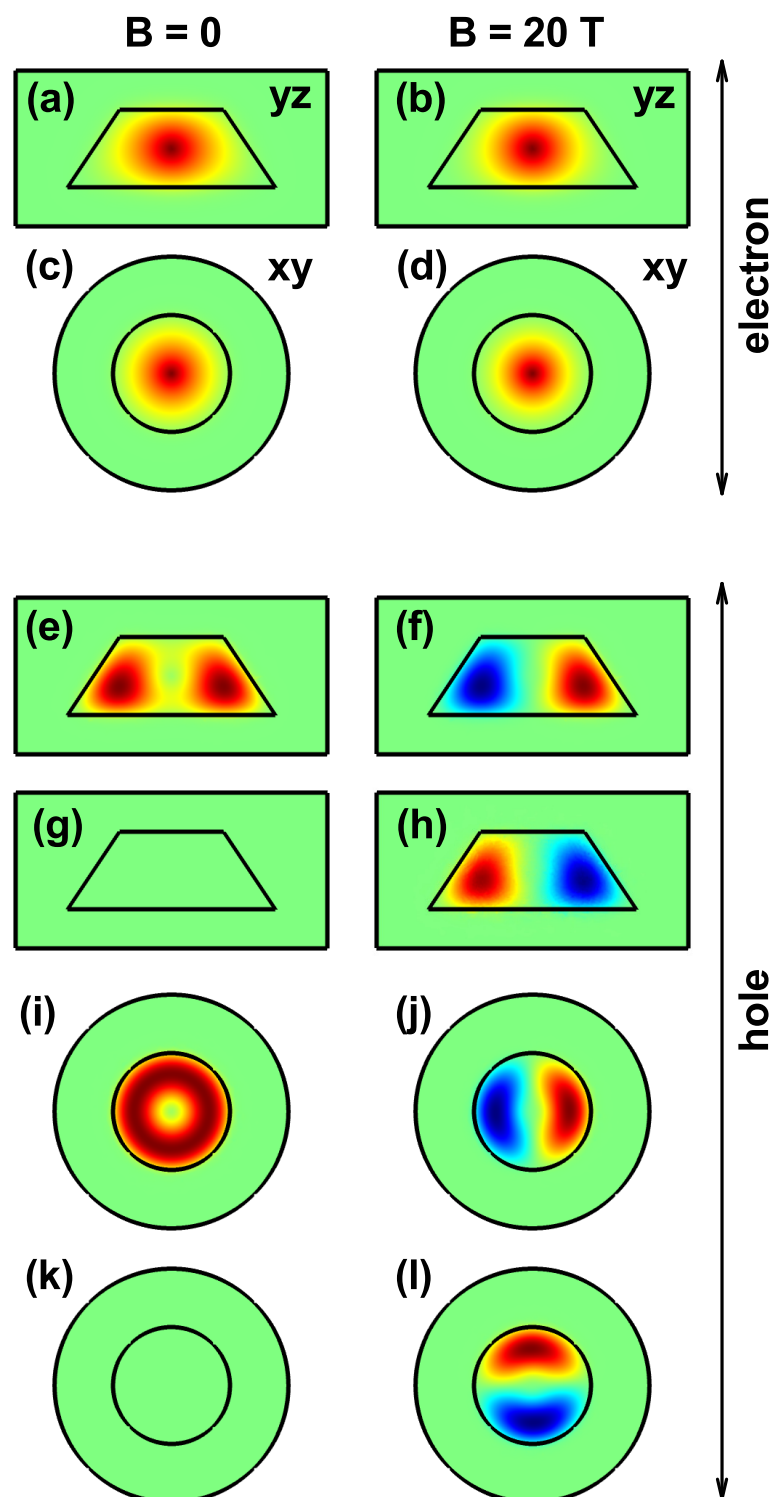 B = 0
B = 20 T
(a)
yz
(b)
yz
(c)
xy
(d)
xy
electron
(e)
(f)
(g)
(h)
(i)
(j)
(k)
(l)
hole